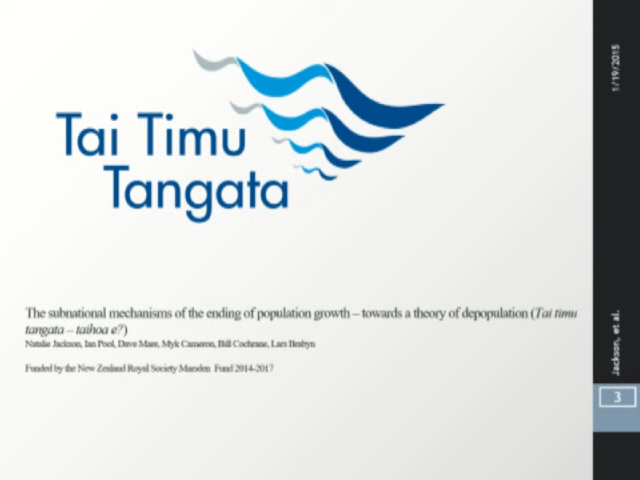 Tai Timu
Tangata
The subnational mechanisms of the ending of population growth – towards a theory of depopulation (Tai timu
tangata – taihoa e?)
Natalie Jackson, Ian Pool, Dave Mare, Myk Cameron, Bill Cochrane, Lars Brabyn
Funded by the New Zealand Royal Society Marsden Fund 2014-2017
1/19/2015
Jackson, et al.
3